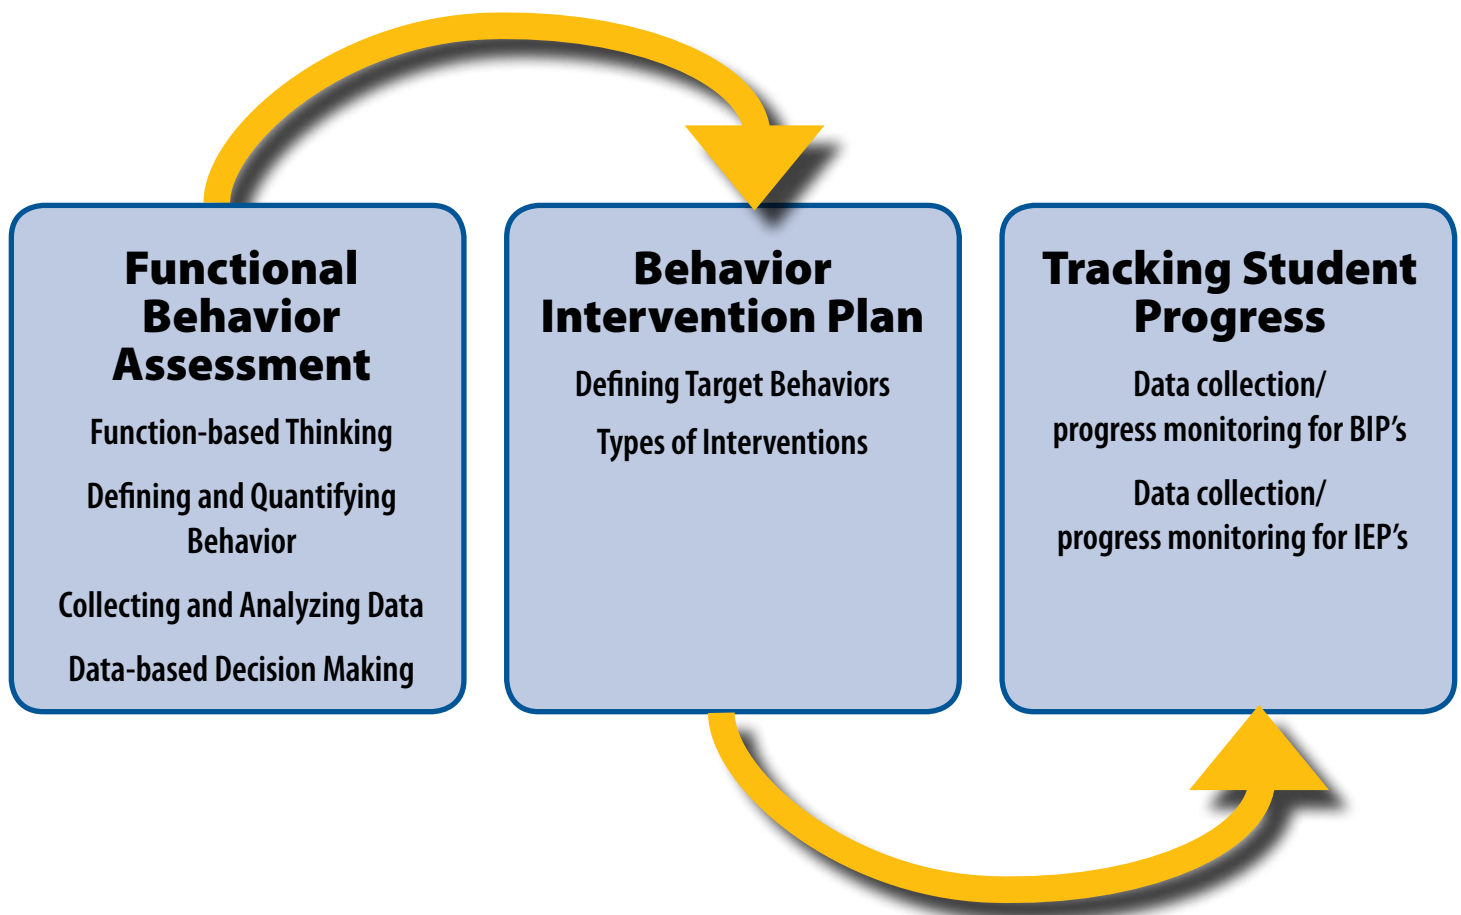 Functional
Behavior
Assessment
Function-based Thinking
Defining and Quantifying
Behavior
Collecting and Analyzing Data
Data-based Decision Making
Behavior
Intervention Plan
Defining Target Behaviors
Types of Interventions
Tracking Student
Progress
Data collection/
progress monitoring for BIP’s
Data collection/
progress monitoring for IEP’s